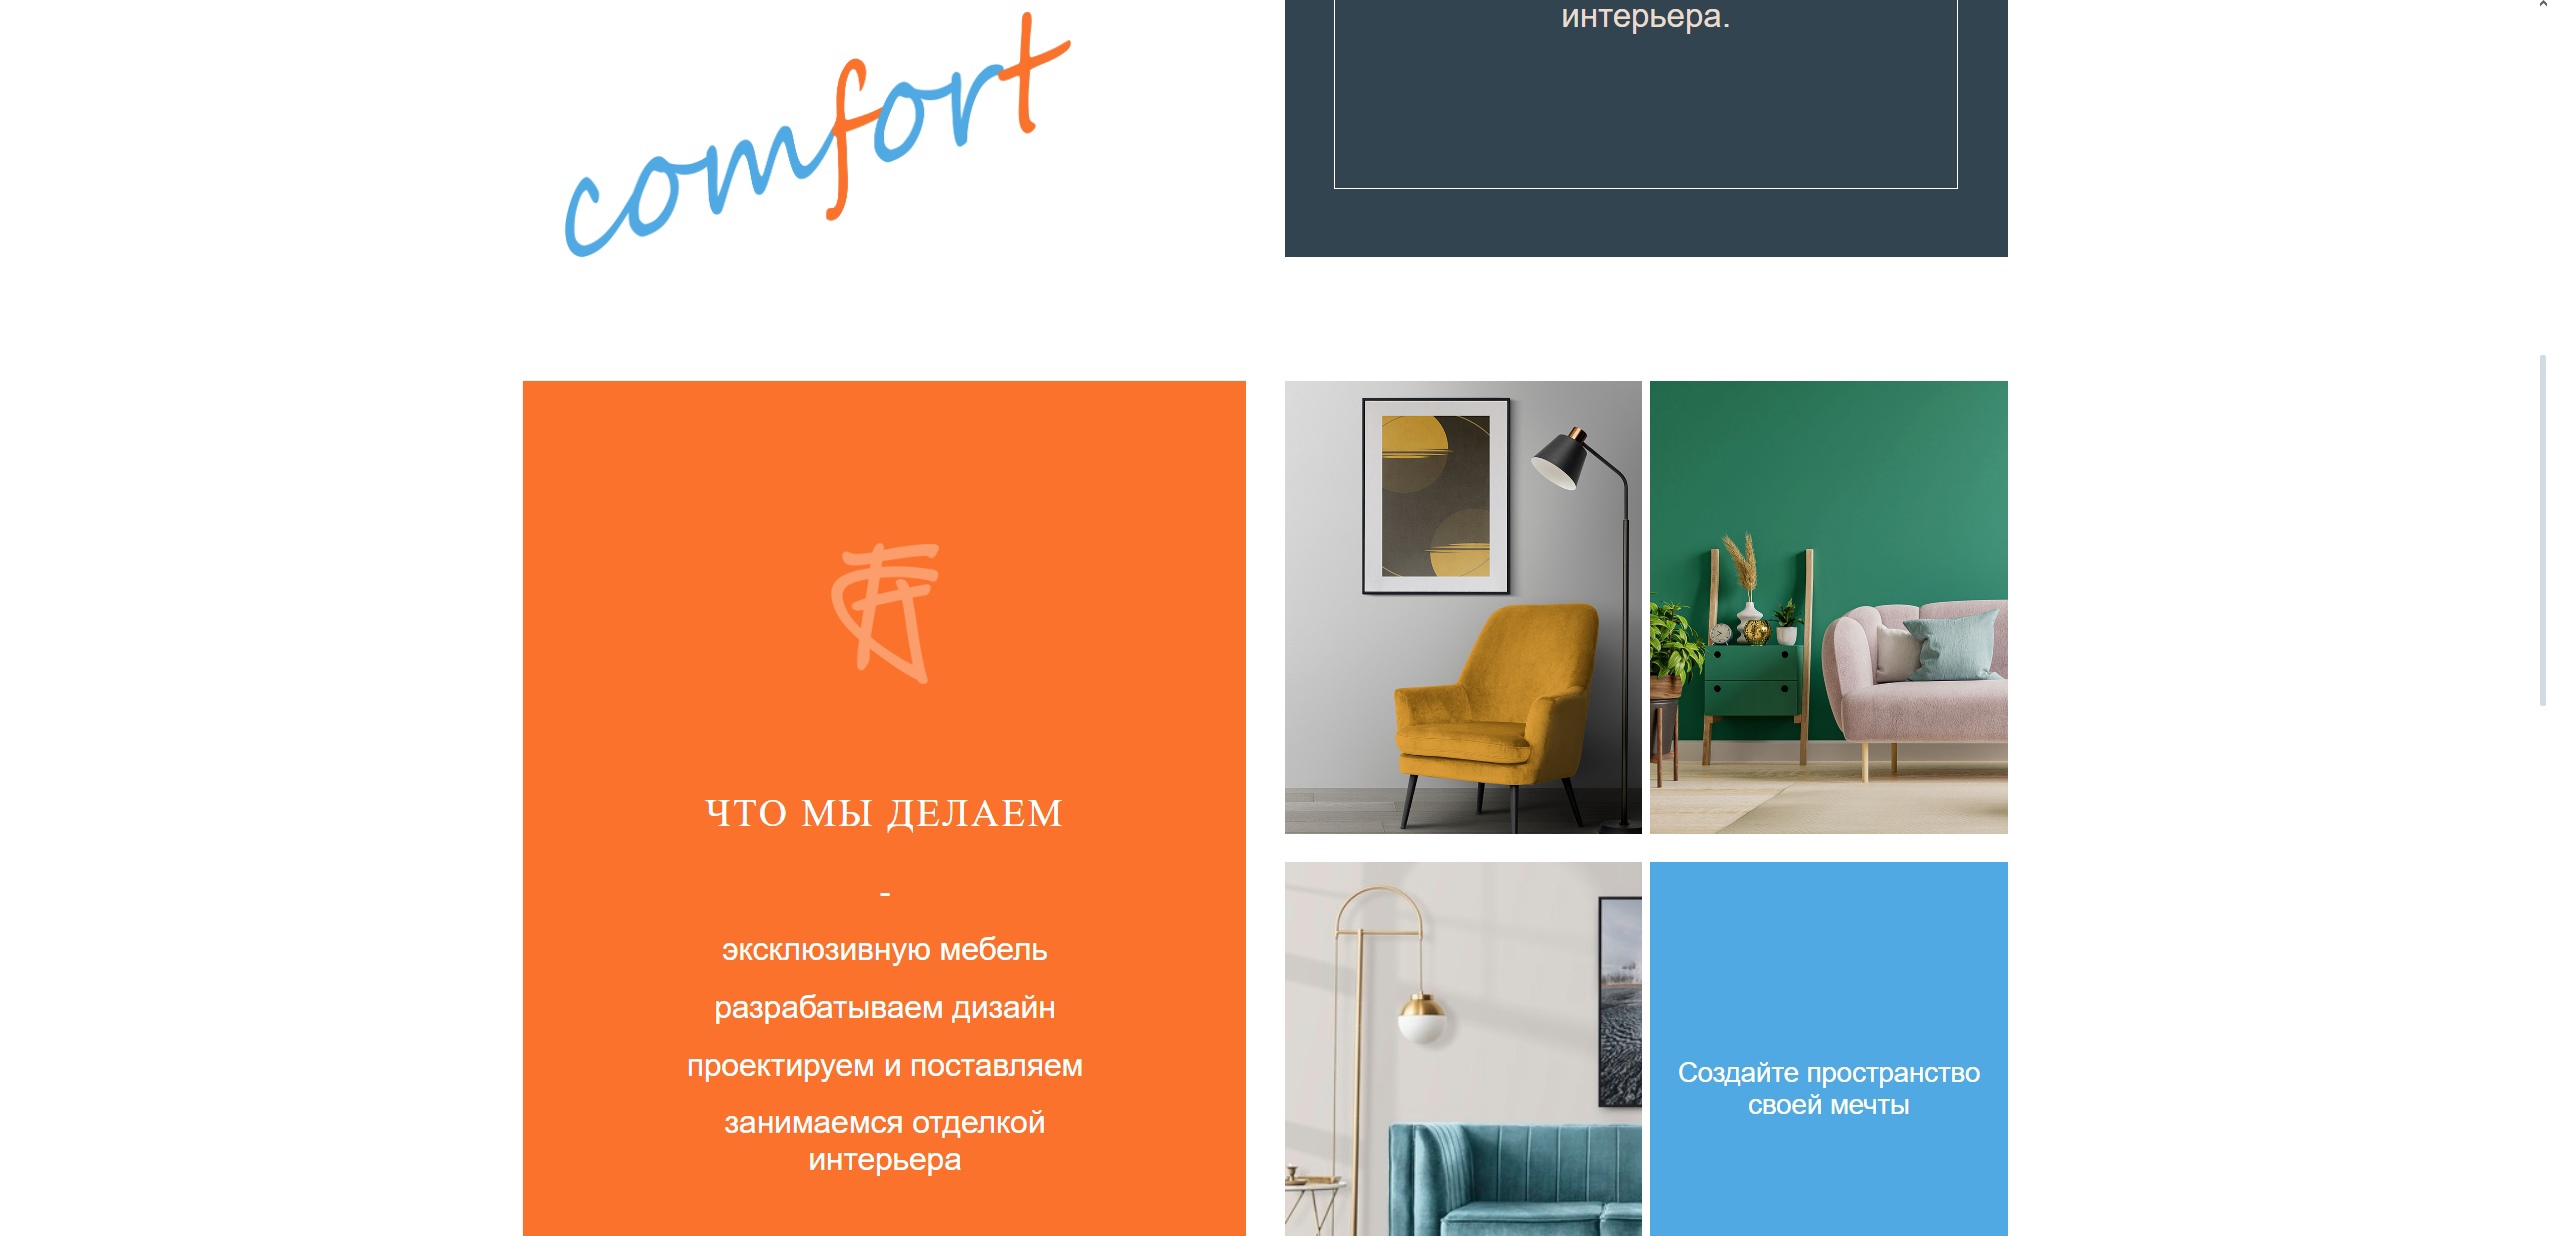 comfort
интерьера.
ЧТО МЫ ДЕЛАЕМ
-
эксклюзивную мебель
разрабатываем дизайн
проектируем и поставляем
занимаемся отделкой
интерьера
Создайте пространство
своей мечты